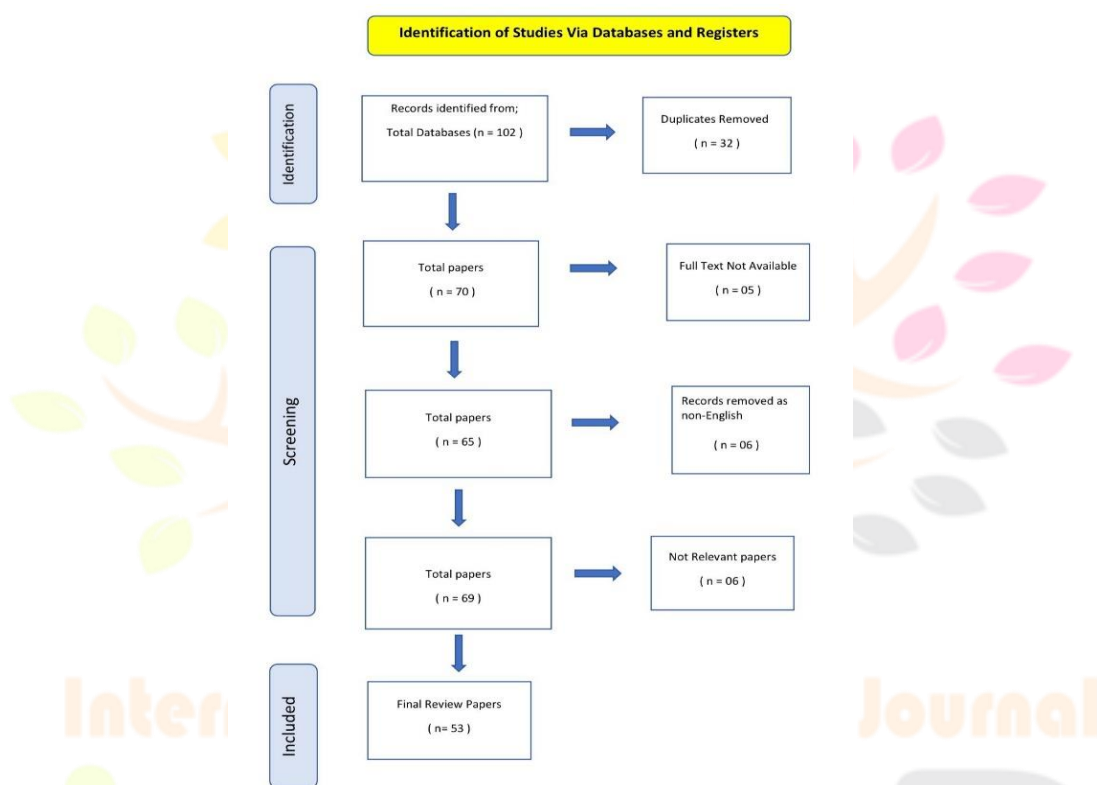 Identification of Studies Via Databases and Registers
Identification
Records identified from;
Total Databases (n = 102 )
Duplicates Removed
( n = 32 )
Screening
Total papers
( n = 70 )
Full Text Not Available
( n = 05 )
Total papers
( n = 65 )
Records removed as
non-English
( n = 06 )
Total papers
( n = 69 )
Not Relevant papers
( n = 06 )
Included
Final Review Papers
( n= 53 )
Inter
Journal